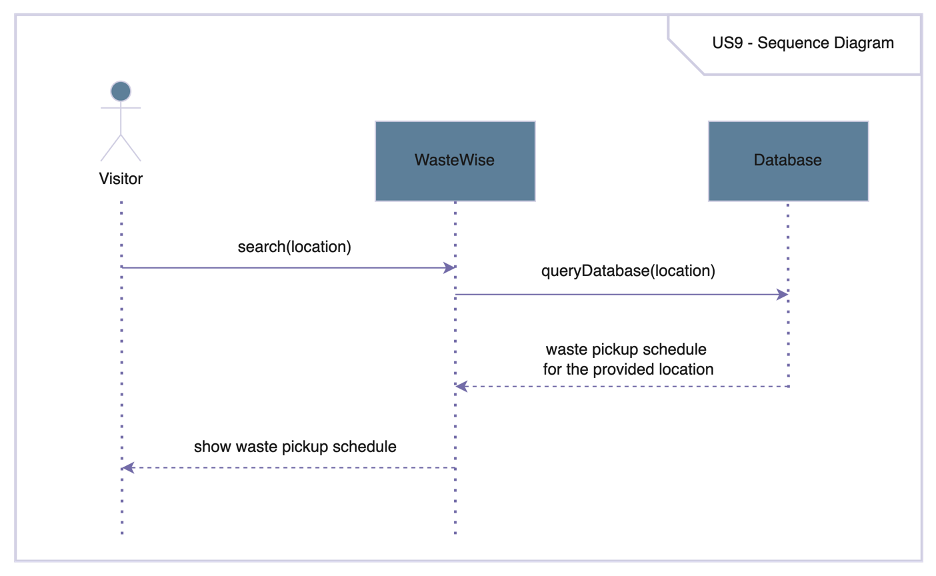 US9 - Sequence Diagram
WasteWise
Database
Visitor
search(location)
queryDatabase(location)
waste pickup schedule
for the provided location
show waste pickup schedule